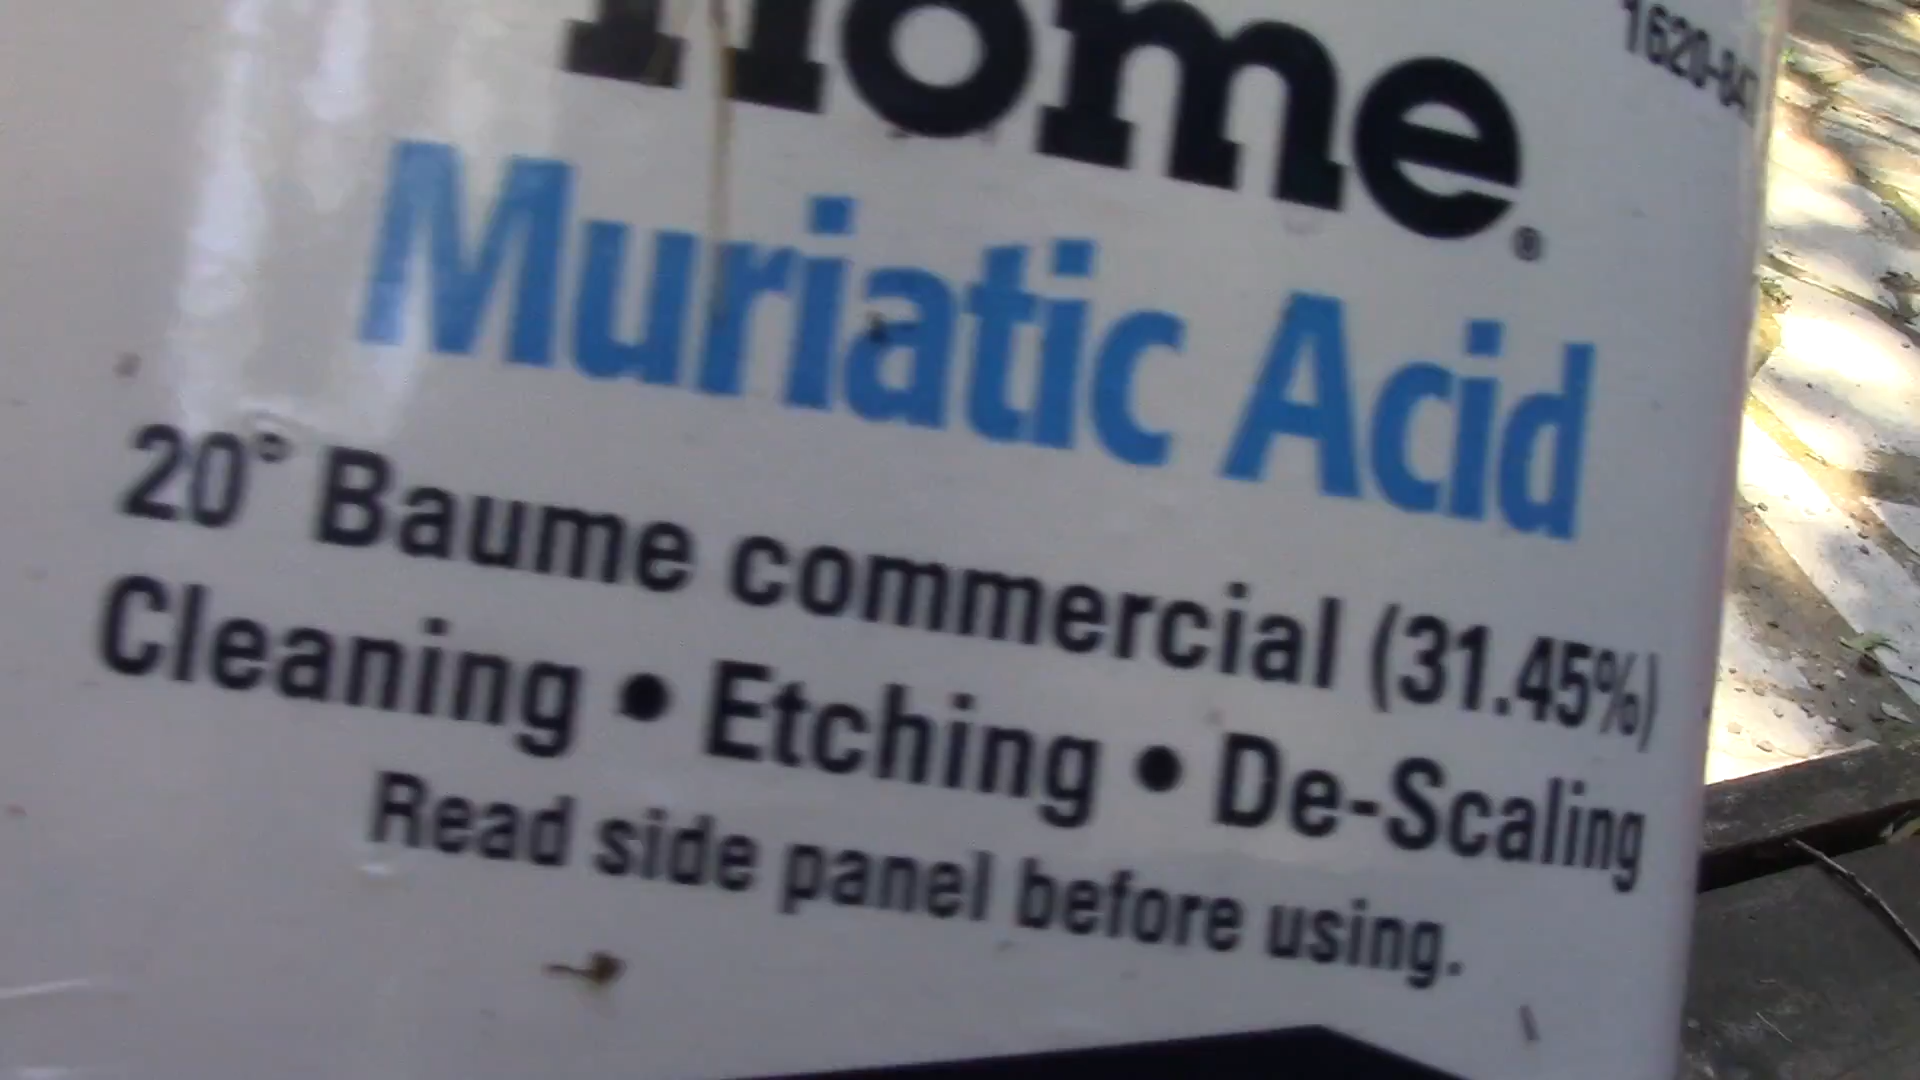 Home®
Muriatic Acid
20° Baume commercial (31.45%)
Cleaning • Etching • De-Scaling
Read side panel before using.